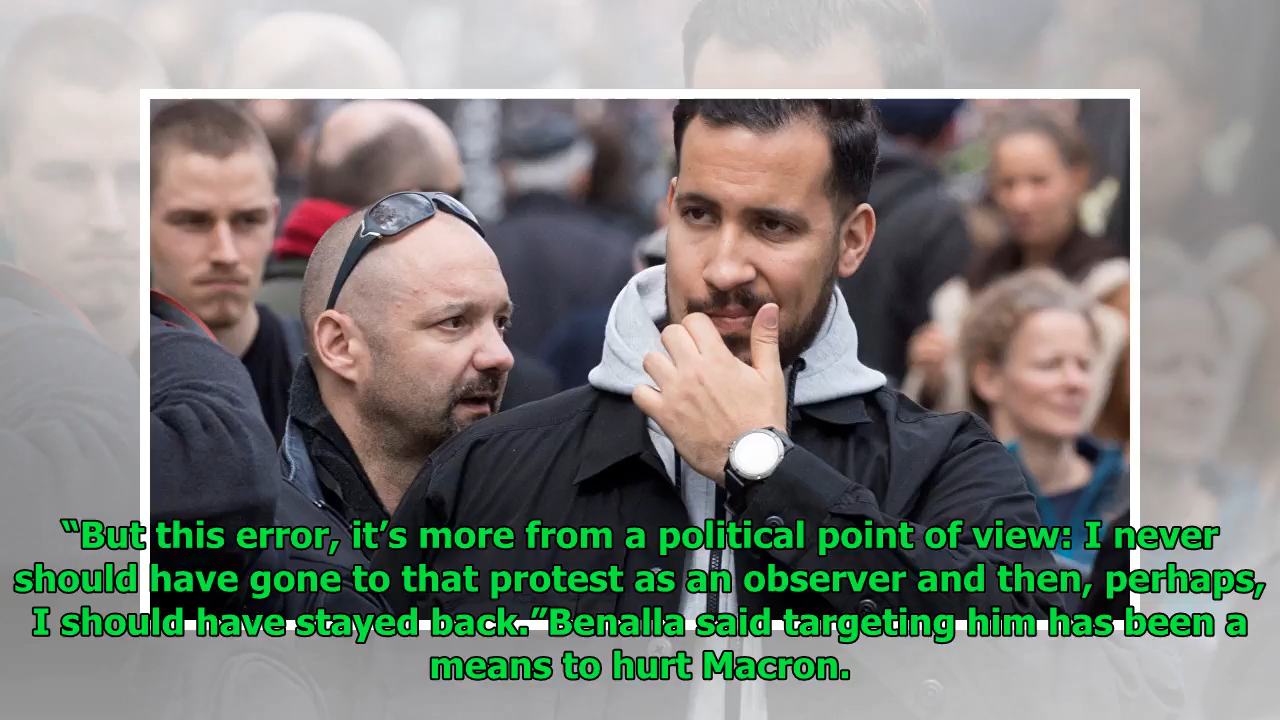 “But this error, it’s more from a political point of view: I never
should have gone to that protest as an observer and then, perhaps,
I should have stayed back.”Benalla said targeting him has been a
means to hurt Macron.